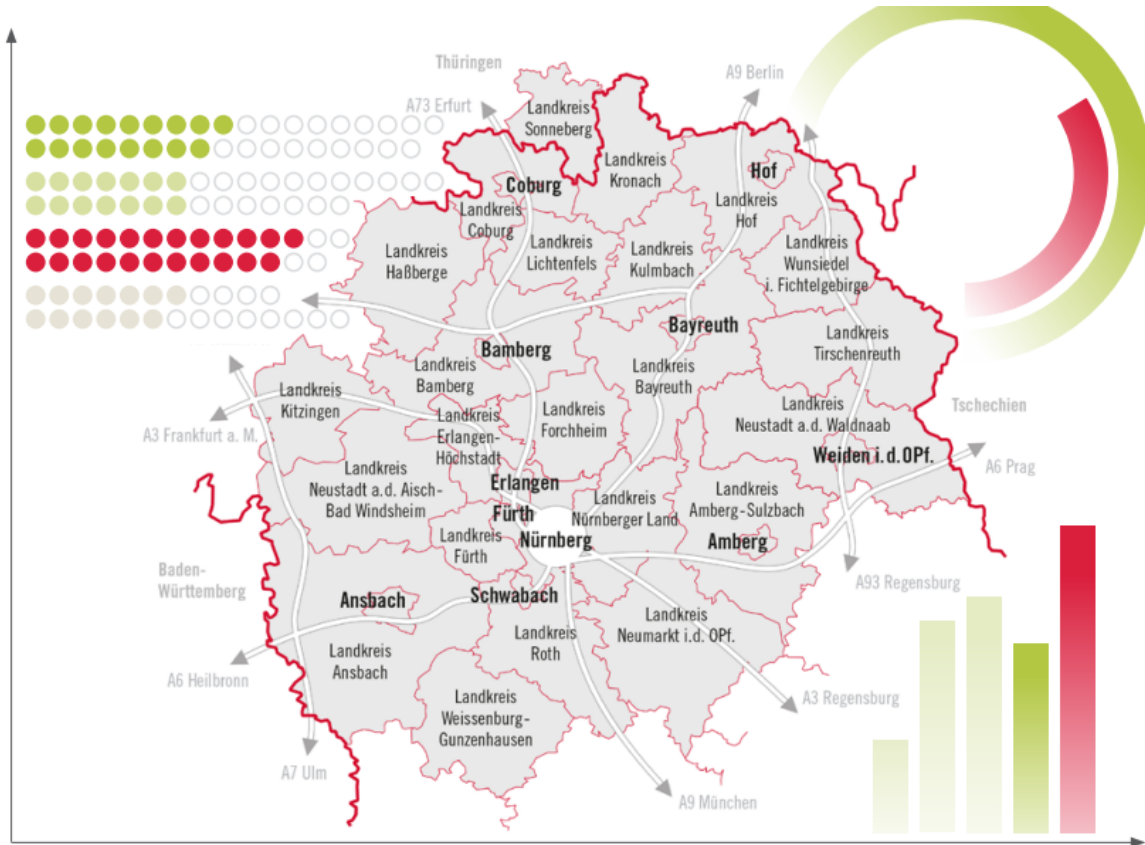 Thüringen
A9 Berlin
A73 Erfurt
Landkreis
Sonneberg
Landkreis
Kronach
Hof
Coburg
Landkreis
Hof
Landkreis
Coburg
Landkreis
Haßberge
Landkreis
Lichtenfels
Landkreis
Kulmbach
Landkreis
Wunsiedel
i. Fichtelgebirge
Bayreuth
Landkreis
Tirschenreuth
Bamberg
Landkreis
Bamberg
Landkreis
Bayreuth
Landkreis
Kitzingen
Landkreis
Erlangen-
Höchstadt
Landkreis
Forchheim
Landkreis
Neustadt a.d. Waldnaab
Tschechien
A3 Frankfurt a. M.
Weiden i.d.OPf.
A6 Prag
Landkreis
Neustadt a.d. Aisch-
Bad Windsheim
Erlangen
Fürth
Nürnberg
Landkreis
Nürnberger Land
Landkreis
Amberg-Sulzbach
Amberg
Landkreis
Fürth
Baden-
Württemberg
A93 Regensburg
Ansbach
Schwabach
Landkreis
Roth
Landkreis
Neumarkt i.d. OPf.
Landkreis
Ansbach
A6 Heilbronn
A3 Regensburg
Landkreis
Weissenburg-
Gunzenhausen
A7 Ulm
A9 München